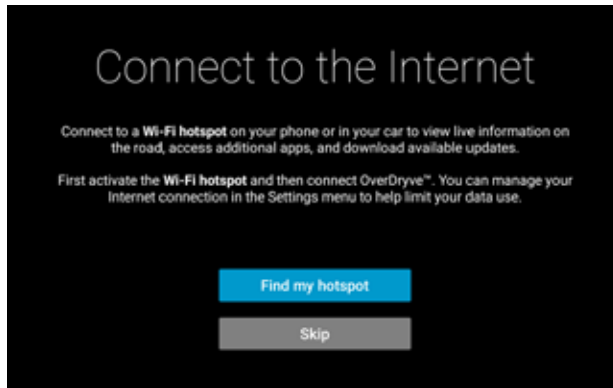 Connect to the Internet
Connect to a Wi-Fi hotspot on your phone or in your car to view live information on
the road, access additional apps, and download available updates.
First activate the Wi-Fi hotspot and then connect OverDryve™. You can manage your
Internet connection in the Settings menu to help limit your data use.
Find my hotspot
Skip